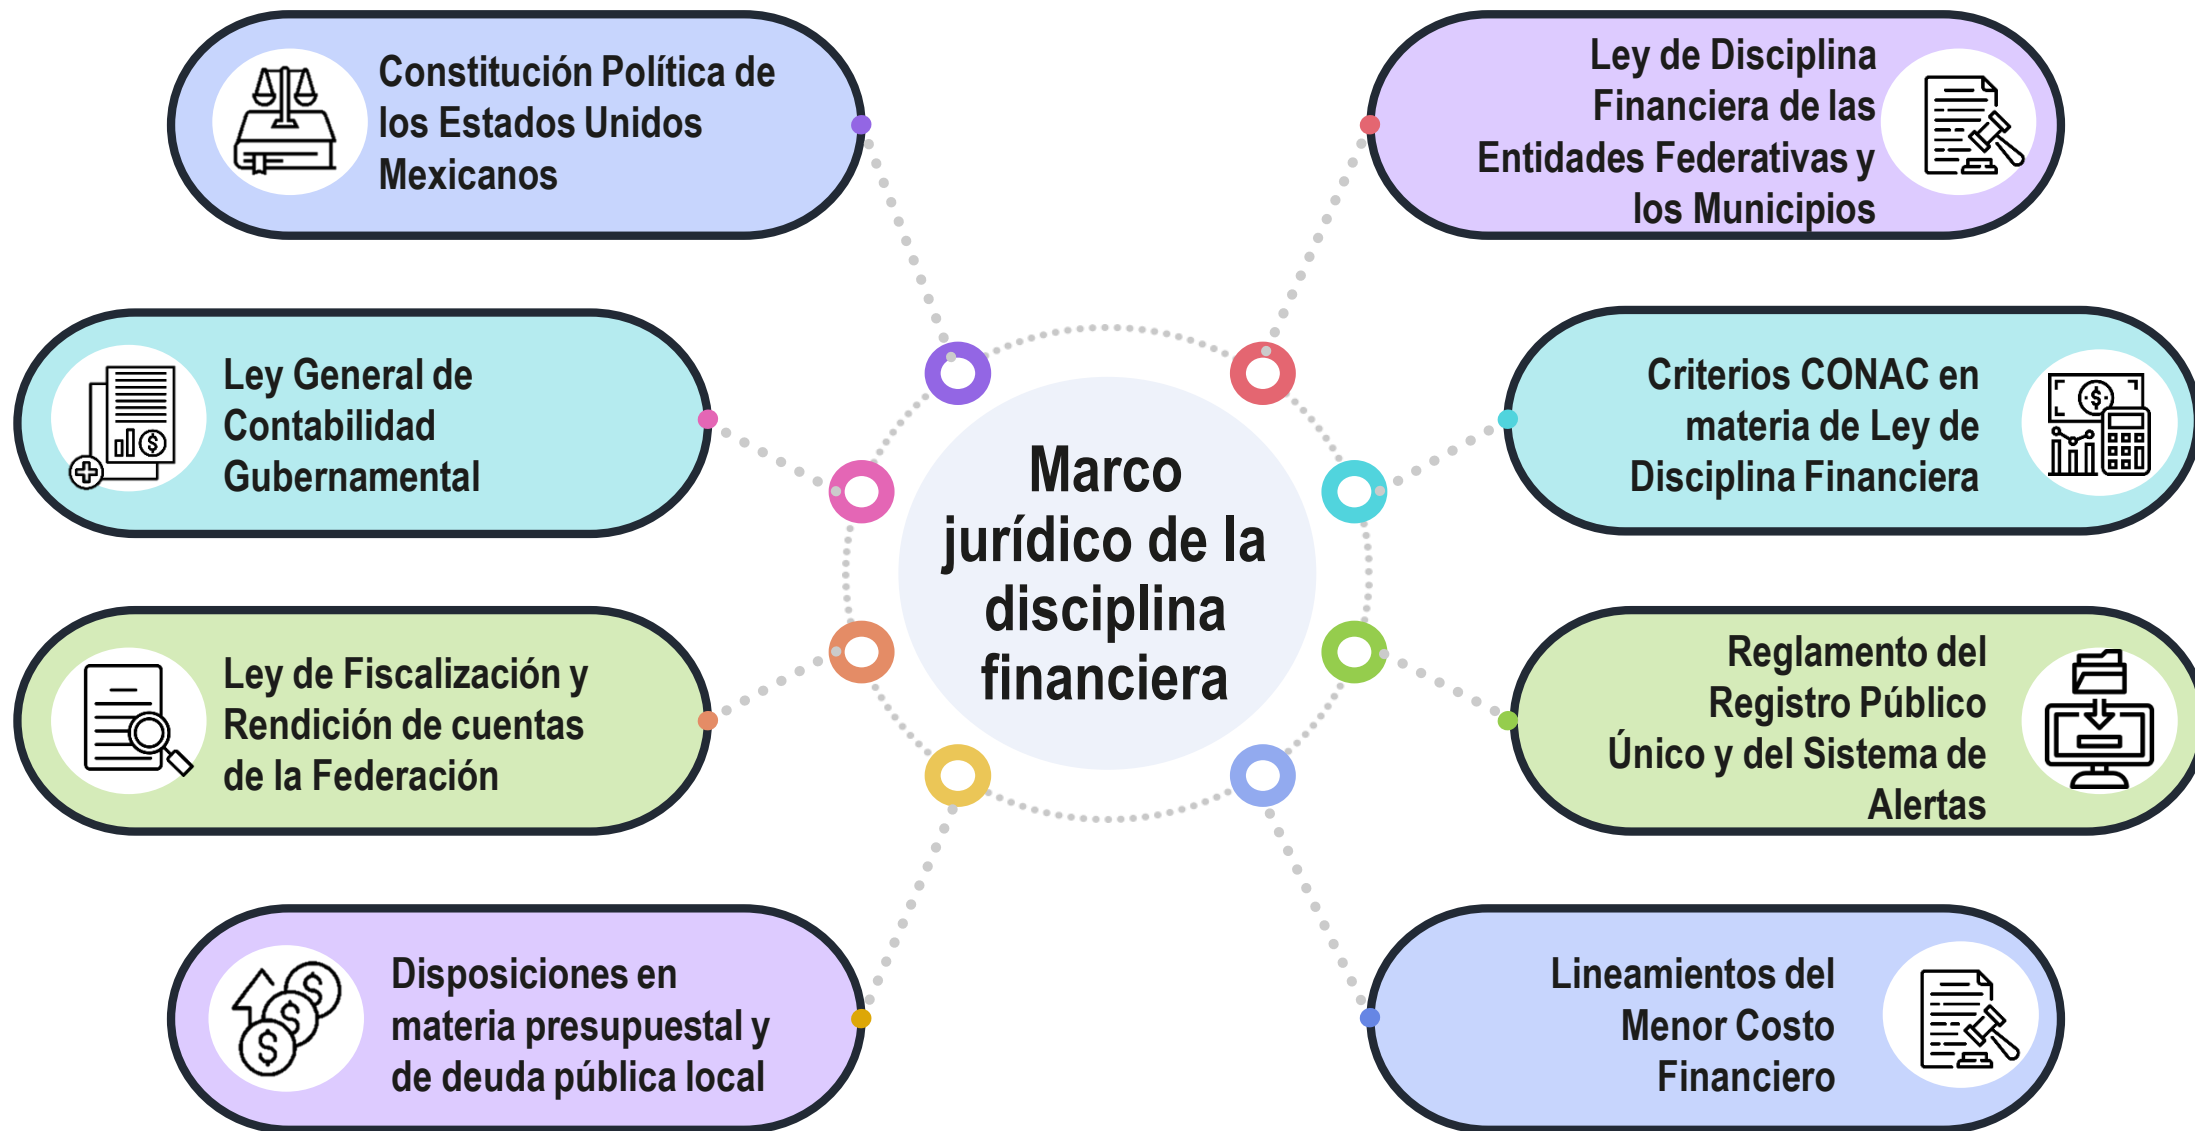 Constitución Política de
los Estados Unidos
Mexicanos
Ley General de
Contabilidad
Gubernamental
Ley de Fiscalización y
Rendición de cuentas
de la Federación
Disposiciones en
materia presupuestal y
de deuda pública local
Marco
jurídico de la
disciplina
financiera
Ley de Disciplina
Financiera de las
Entidades Federativas y
los Municipios
Criterios CONAC en
materia de Ley de
Disciplina Financiera
Reglamento del
Registro Público
Único y del Sistema de
Alertas
Lineamientos del
Menor Costo
Financiero